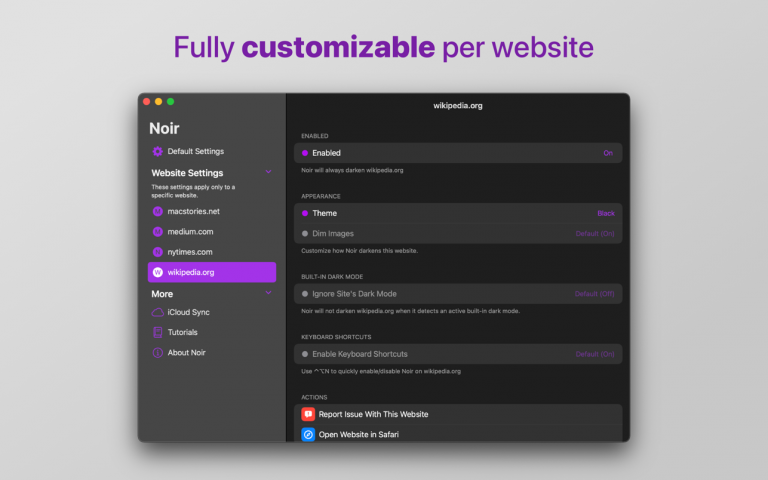 Fully customizable per website
wikipedia.org
Noir
Default Settings
Website Settings
These settings apply only to a
specific website.
macstories.net
medium.com
nytimes.com
W wikipedia.org
More
iCloud Sync
Tutorials
About Noir
ENABLED
Enabled On
Noir will always darken wikipedia.org
APPEARANCE
Theme Black
Dim Images Default (On)
Customize how Noir darkens this website.
BUILT-IN DARK MODE
Ignore Site's Dark Mode Default (Off)
Noir will not darken wikipedia.org when it detects an active built-in dark mode.
KEYBOARD SHORTCUTS
Enable Keyboard Shortcuts Default (On)
Use ⌃⌥N to quickly enable/disable Noir on wikipedia.org
ACTIONS
Report Issue With This Website
Open Website in Safari